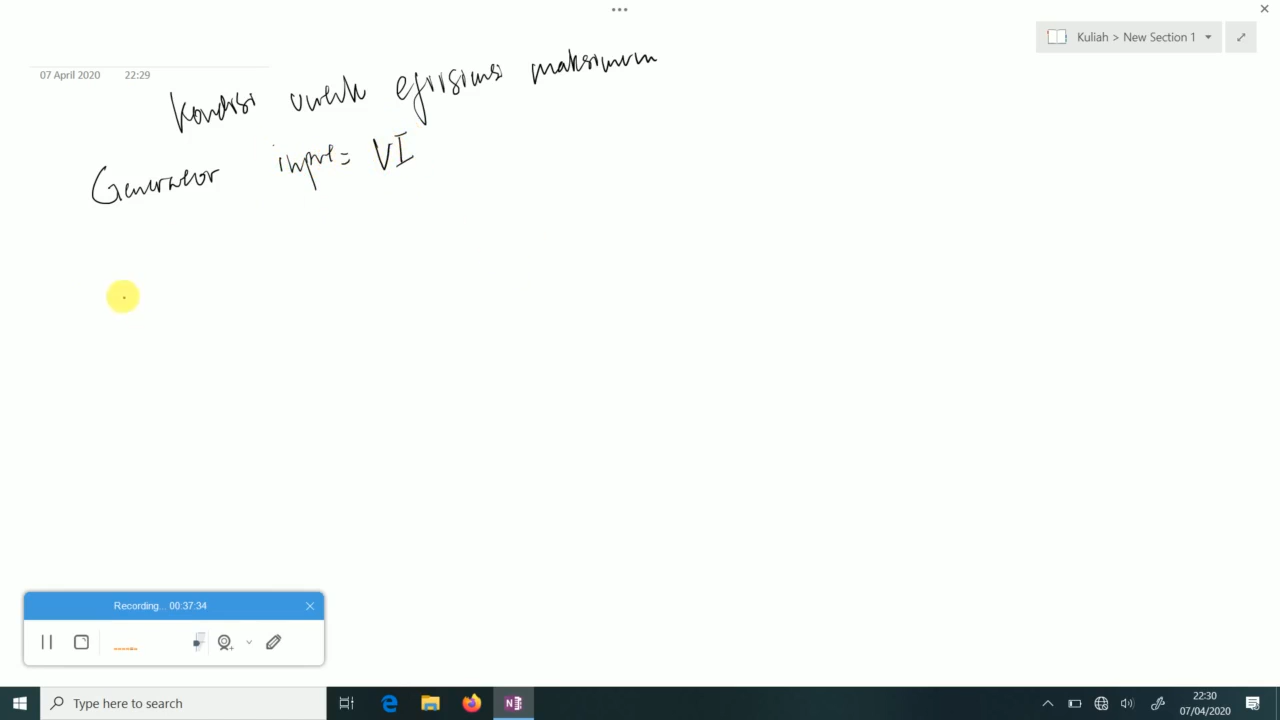 Kuliah > New Section 1
07 April 2020 22:29
Kondisi untuk efisiensi maksimum
Generator input = VI
Recording... 00:37:34
Type here to search
22:30
07/04/2020